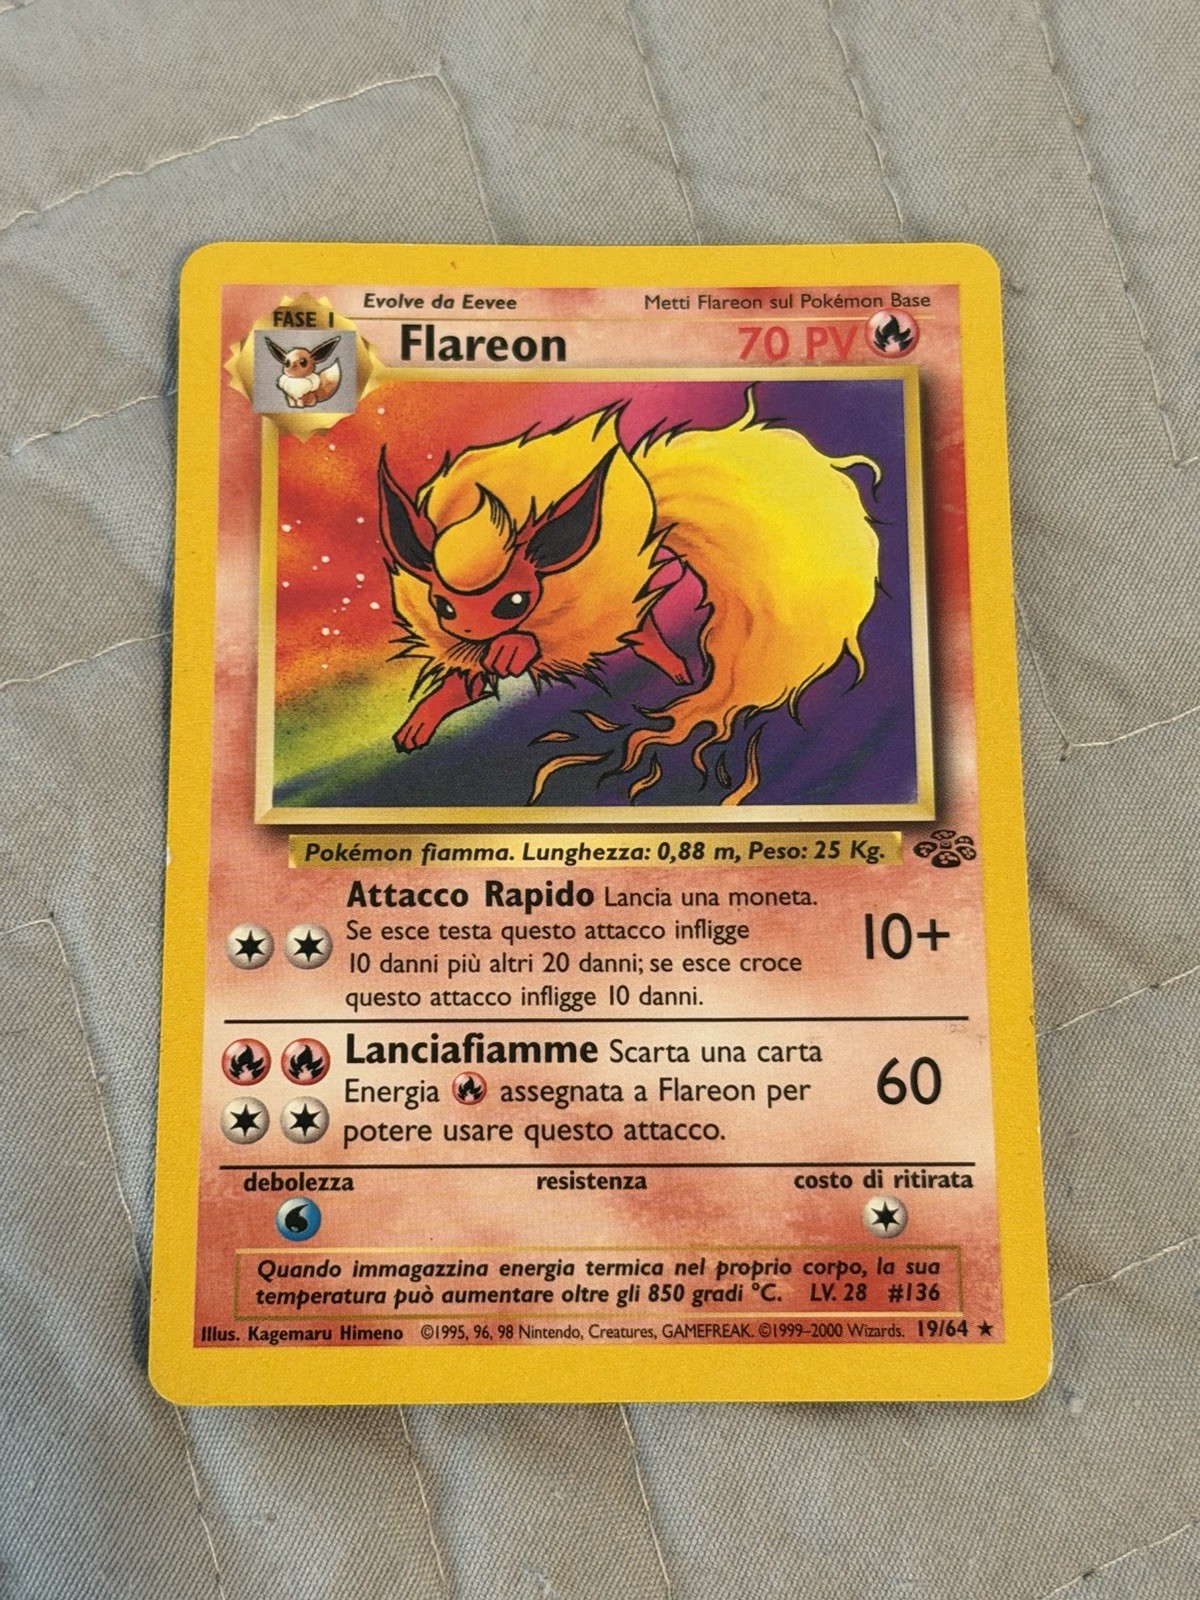 Evolve da Eevee
Metti Flareon sul Pokémon Base
FASE 1
Flareon
70 PV
Pokémon fiamma. Lunghezza: 0,88 m, Peso: 25 Kg.
Attacco Rapido Lancia una moneta.
Se esce testa questo attacco infligge
10 danni più altri 20 danni; se esce croce
questo attacco infligge 10 danni.
10+
Lanciafiamme Scarta una carta
Energia assegnata a Flareon per
potere usare questo attacco.
60
debolezza
resistenza
costo di ritirata
Quando immagazzina energia termica nel proprio corpo, la sua
temperatura può aumentare oltre gli 850 gradi °C. LV. 28 #136
Illus. Kagemaru Himeno ©1995, 96, 98 Nintendo, Creatures, GAMEFREAK. ©1999–2000 Wizards. 19/64 ★